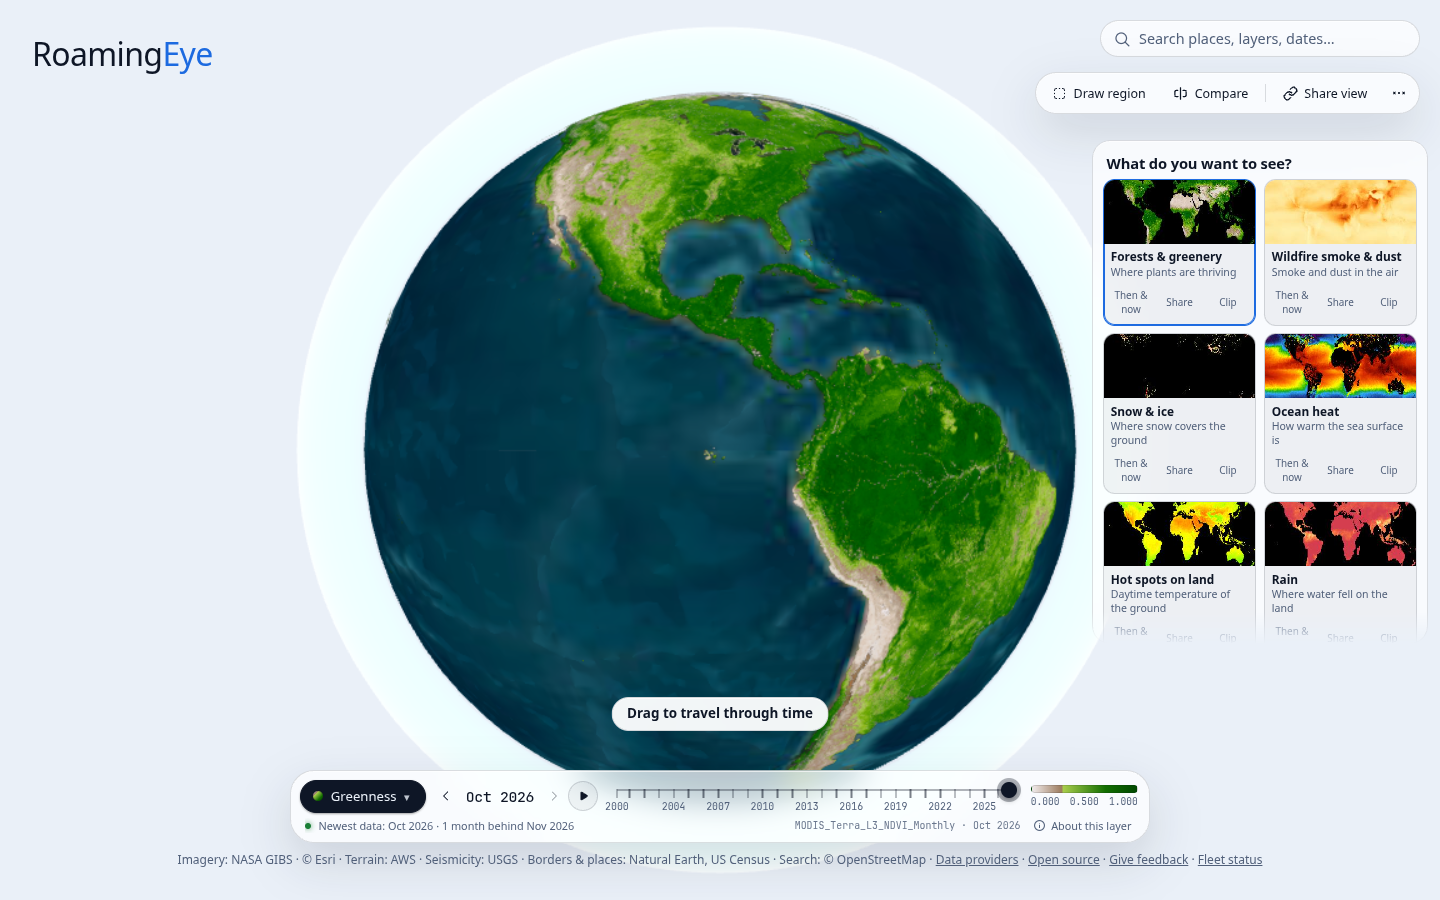 RoamingEye
Search places, layers, dates...
Draw region
Compare
Share view
What do you want to see?
Forests & greenery
Where plants are thriving
Then & now
Share
Clip
Wildfire smoke & dust
Smoke and dust in the air
Then & now
Share
Clip
Snow & ice
Where snow covers the
ground
Then & now
Share
Clip
Ocean heat
How warm the sea surface
is
Then & now
Share
Clip
Hot spots on land
Daytime temperature of
the ground
Then &
Share
Clip
Rain
Where water fell on the
land
Then &
Share
Clip
Drag to travel through time
Greenness
Oct 2026
2000 2004 2007 2010 2013 2016 2019 2022 2025
0.000 0.500 1.000
Newest data: Oct 2026 · 1 month behind Nov 2026
MODIS_Terra_L3_NDVI_Monthly · Oct 2026
About this layer
Imagery: NASA GIBS · © Esri · Terrain: AWS · Seismicity: USGS · Borders & places: Natural Earth, US Census · Search: © OpenStreetMap · Data providers · Open source · Give feedback · Fleet status